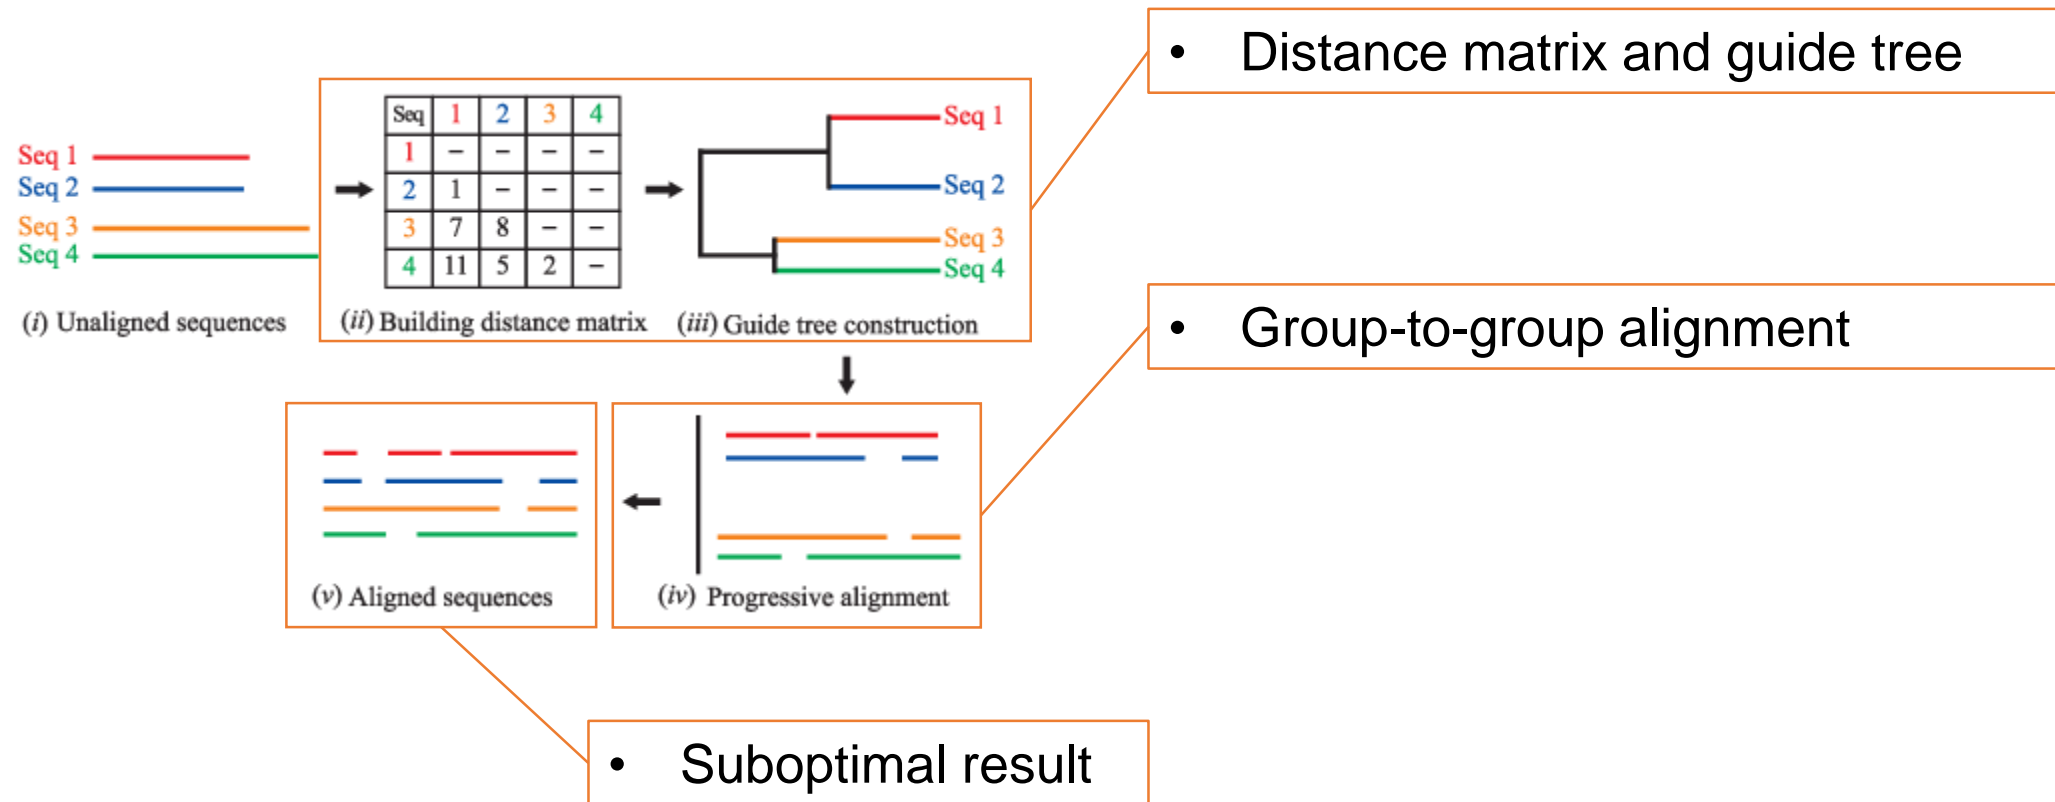 • Distance matrix and guide tree
Seq 1
Seq 2
Seq 3
Seq 4
Seq 1 2 3 4
1 – – – –
2 1 – – –
3 7 8 – –
4 11 5 2 –
Seq 1
Seq 2
Seq 3
Seq 4
(i) Unaligned sequences
(ii) Building distance matrix
(iii) Guide tree construction
• Group-to-group alignment
(v) Aligned sequences
(iv) Progressive alignment
• Suboptimal result